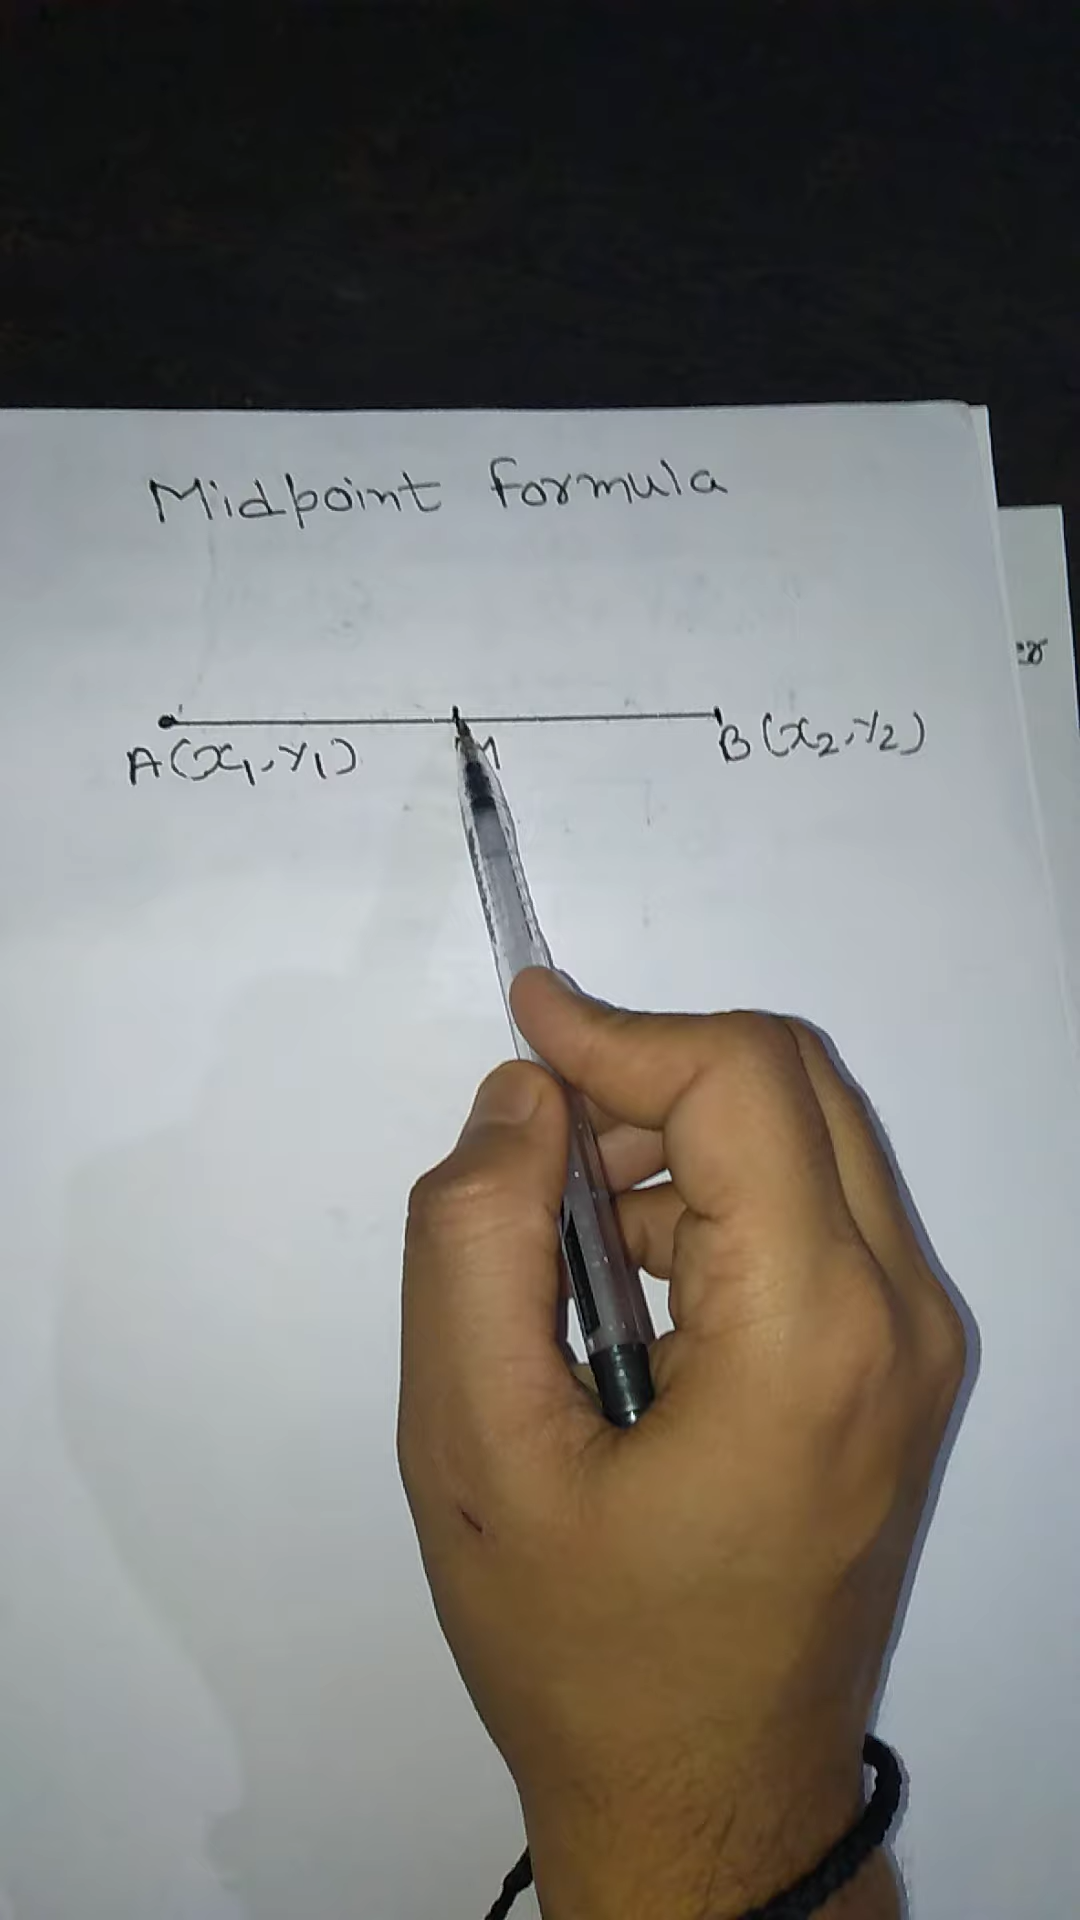 Midpoint formula
A(x₁,y₁) M B(x₂,y₂)